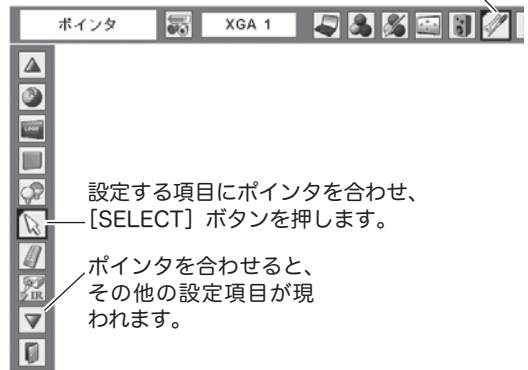 ポインタ
XGA 1
LOGO
設定する項目にポインタを合わせ、
［SELECT］ボタンを押します。
IR
ポインタを合わせると、
その他の設定項目が現
われます。